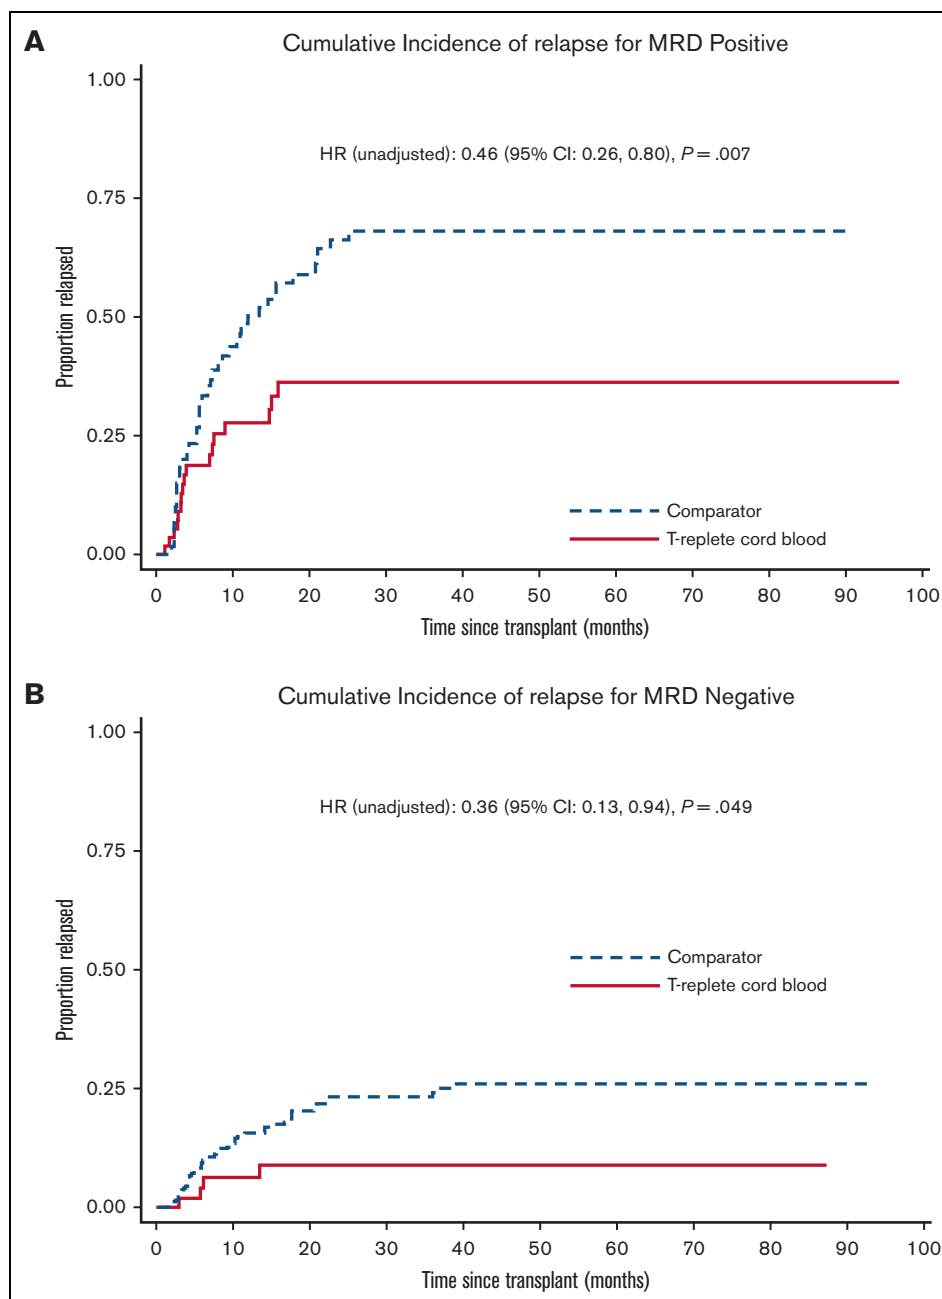 A
Cumulative Incidence of relapse for MRD Positive
1.00
HR (unadjusted): 0.46 (95% CI: 0.26, 0.80), P = .007
0.75
Proportion relapsed
0.50
0.25
Comparator
T-replete cord blood
0.00
0 10 20 30 40 50 60 70 80 90 100
Time since transplant (months)
B
Cumulative Incidence of relapse for MRD Negative
1.00
HR (unadjusted): 0.36 (95% CI: 0.13, 0.94), P = .049
0.75
Proportion relapsed
0.50
Comparator
T-replete cord blood
0.25
0.00
0 10 20 30 40 50 60 70 80 90 100
Time since transplant (months)